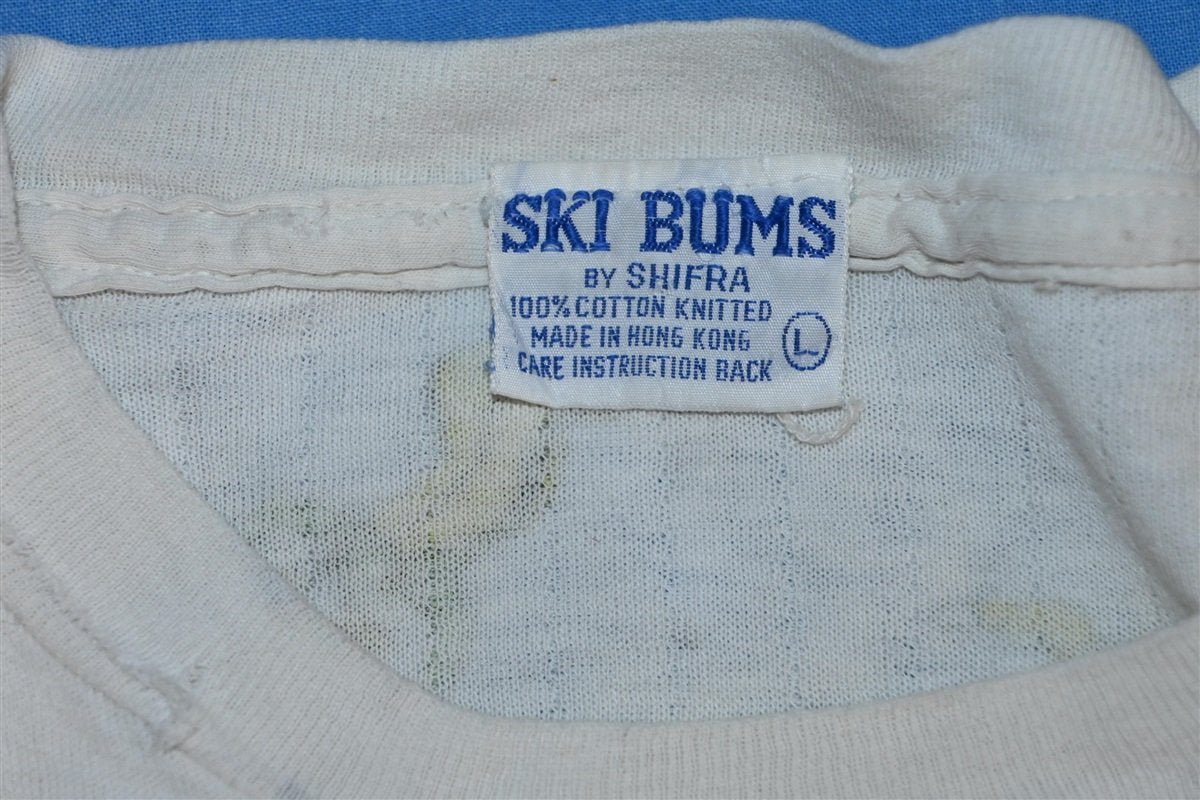 SKI BUMS
BY SHIFRA
100% COTTON KNITTED
MADE IN HONG KONG
L
CARE INSTRUCTION BACK